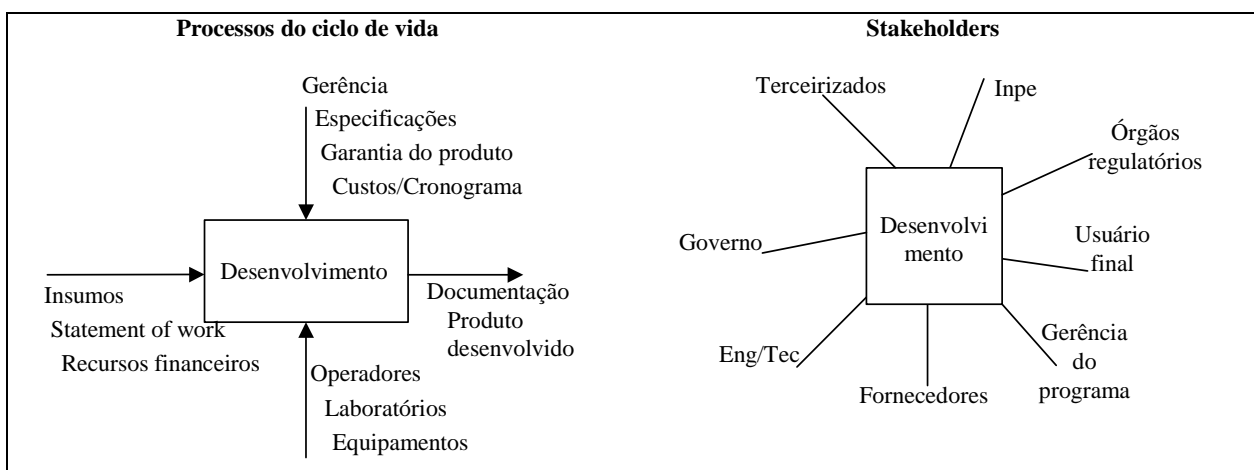 Processos do ciclo de vida
Gerência
Especificações
Garantia do produto
Custos/Cronograma
Desenvolvimento
Insumos
Statement of work
Recursos financeiros
Documentação
Produto
desenvolvido
Operadores
Laboratórios
Equipamentos
Stakeholders
Terceirizados
Inpe
Órgãos
regulatórios
Desenvolvi
mento
Governo
Usuário
final
Eng/Tec
Fornecedores
Gerência
do
programa